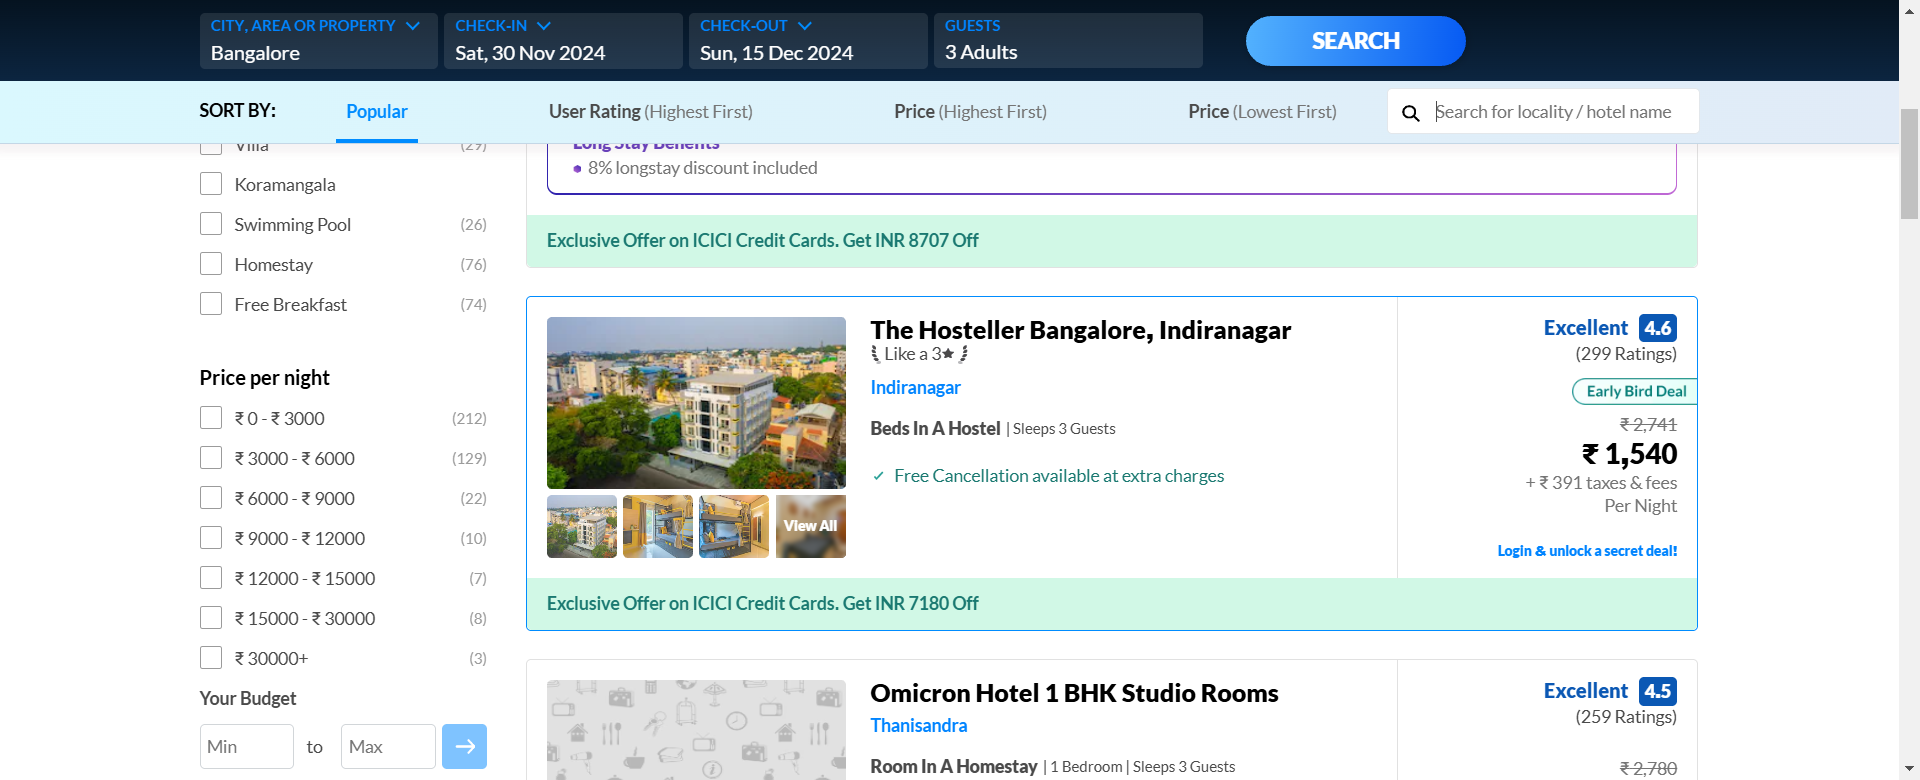 CITY, AREA OR PROPERTY
Bangalore
CHECK-IN
Sat, 30 Nov 2024
CHECK-OUT
Sun, 15 Dec 2024
GUESTS
3 Adults
SEARCH
SORT BY:
Popular
User Rating (Highest First)
Price (Highest First)
Price (Lowest First)
Search for locality / hotel name
Villa (29)
Koramangala
Swimming Pool (26)
Homestay (76)
Free Breakfast (74)
Price per night
₹ 0 - ₹ 3000 (212)
₹ 3000 - ₹ 6000 (129)
₹ 6000 - ₹ 9000 (22)
₹ 9000 - ₹ 12000 (10)
₹ 12000 - ₹ 15000 (7)
₹ 15000 - ₹ 30000 (8)
₹ 30000+ (3)
Your Budget
Min to Max
Long Stay Benefits
8% longstay discount included
Exclusive Offer on ICICI Credit Cards. Get INR 8707 Off
View All
The Hosteller Bangalore, Indiranagar
Like a 3★
Indiranagar
Beds In A Hostel | Sleeps 3 Guests
✓ Free Cancellation available at extra charges
Excellent 4.6
(299 Ratings)
Early Bird Deal
₹ 2,741
₹ 1,540
+ ₹ 391 taxes & fees
Per Night
Login & unlock a secret deal!
Exclusive Offer on ICICI Credit Cards. Get INR 7180 Off
Omicron Hotel 1 BHK Studio Rooms
Thanisandra
Room In A Homestay | 1 Bedroom | Sleeps 3 Guests
Excellent 4.5
(259 Ratings)
₹ 2,780